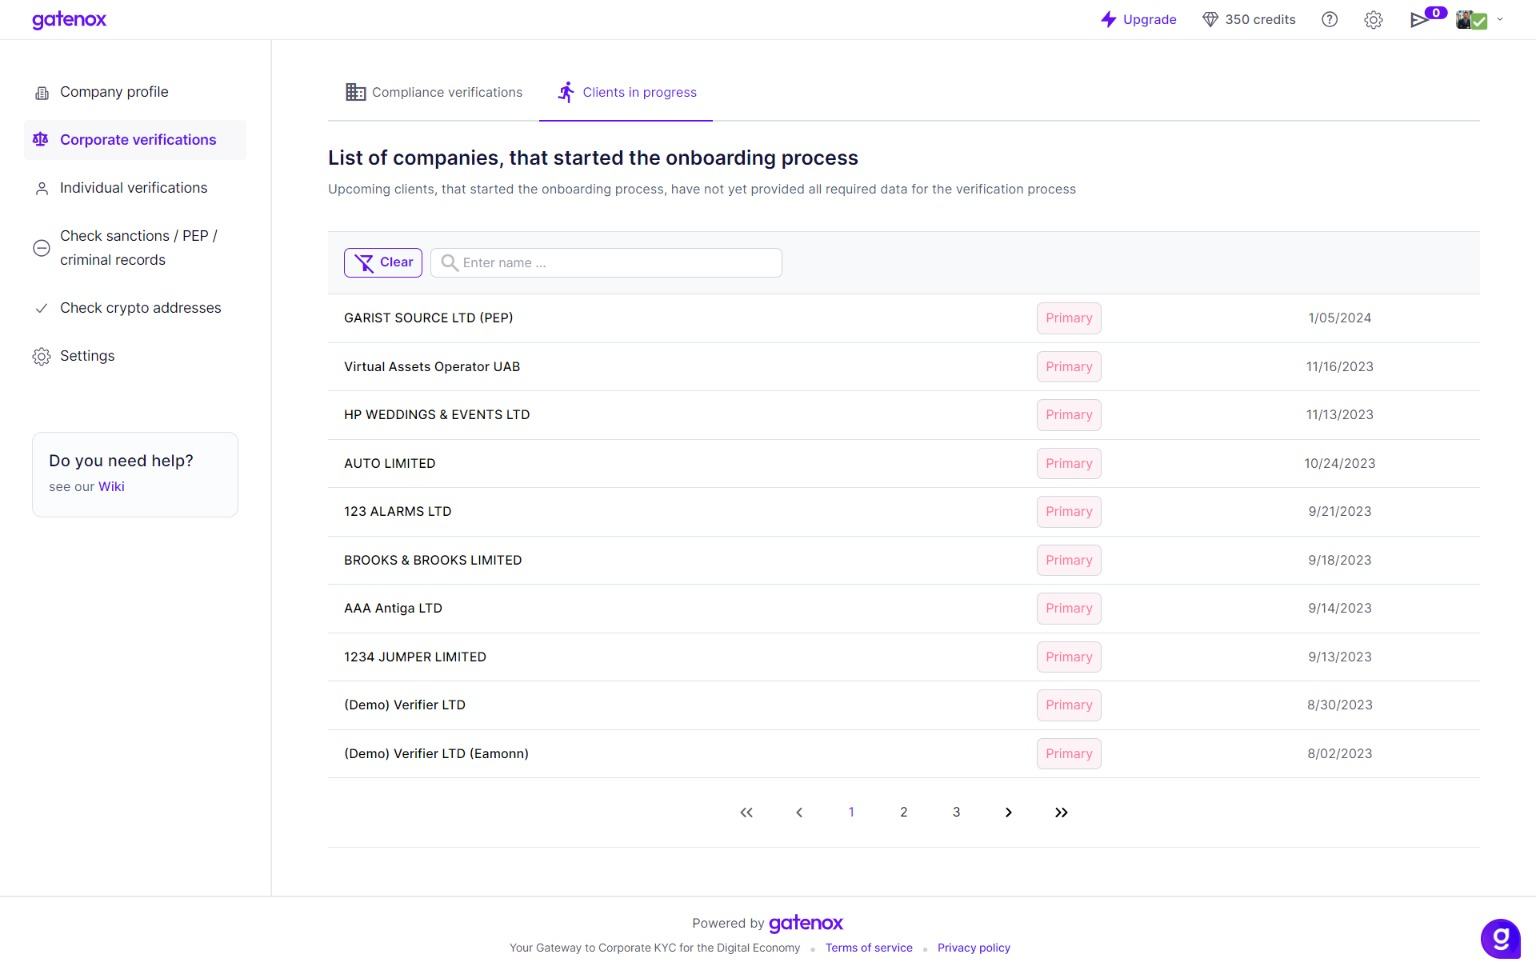 gatenox
Upgrade
350 credits
0
Company profile
Corporate verifications
Individual verifications
Check sanctions / PEP /
criminal records
Check crypto addresses
Settings
Do you need help?
see our Wiki
Compliance verifications
Clients in progress
List of companies, that started the onboarding process
Upcoming clients, that started the onboarding process, have not yet provided all required data for the verification process
Clear
Enter name ...
GARIST SOURCE LTD (PEP) Primary 1/05/2024
Virtual Assets Operator UAB Primary 11/16/2023
HP WEDDINGS & EVENTS LTD Primary 11/13/2023
AUTO LIMITED Primary 10/24/2023
123 ALARMS LTD Primary 9/21/2023
BROOKS & BROOKS LIMITED Primary 9/18/2023
AAA Antiga LTD Primary 9/14/2023
1234 JUMPER LIMITED Primary 9/13/2023
(Demo) Verifier LTD Primary 8/30/2023
(Demo) Verifier LTD (Eamonn) Primary 8/02/2023
1 2 3
Powered by gatenox
Your Gateway to Corporate KYC for the Digital Economy Terms of service Privacy policy
g